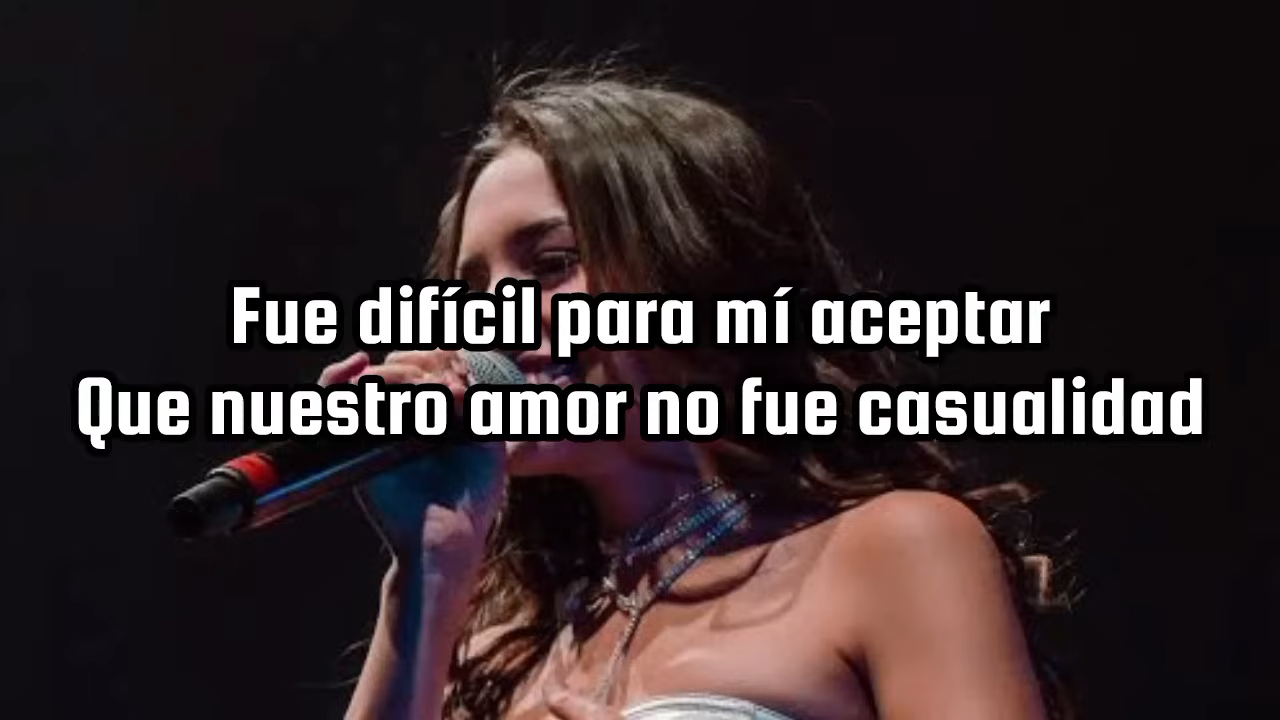 Fue difícil para mí aceptar
Que nuestro amor no fue casualidad